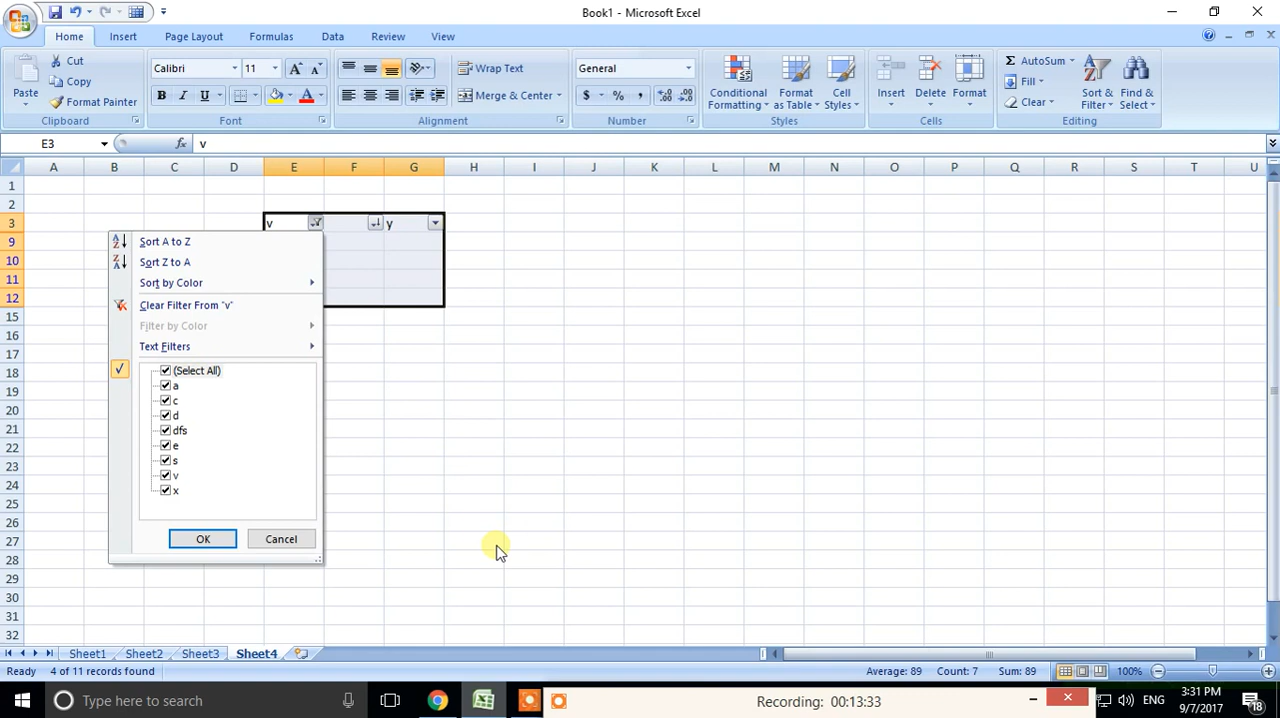 Book1 - Microsoft Excel
Home Insert Page Layout Formulas Data Review View
Paste Cut Calibri 11 A A Wrap Text General Conditional Formatting Format as Table Cell Styles Insert Delete Format Σ AutoSum Sort & Filter Find & Select
Copy Fill
Format Painter B I U A Merge & Center $ % , Clear
Clipboard Font Alignment Number Styles Cells Editing
E3 fx v
A B C D E F G H I J K L M N O P Q R S T U
1
2
3 v y
9 Sort A to Z
10 Sort Z to A
11 Sort by Color
12 Clear Filter From "v"
15 Filter by Color
16 Text Filters
17
18 (Select All)
19 a
c
20 d
21 dfs
22 e
23 s
24 v
x
25
26
27 OK Cancel
28
29
30
31
32
Sheet1 Sheet2 Sheet3 Sheet4
Ready 4 of 11 records found Average: 89 Count: 7 Sum: 89 100%
Type here to search Recording: 00:13:33 ENG 3:31 PM
9/7/2017 18